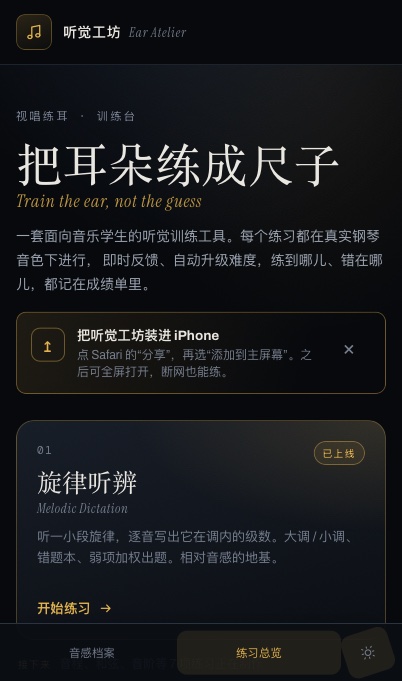 听觉工坊 Ear Atelier
视唱练耳 · 训练台
把耳朵练成尺子
Train the ear, not the guess
一套面向音乐学生的听觉训练工具。每个练习都在真实钢琴
音色下进行， 即时反馈、自动升级难度，练到哪儿、错在哪
儿，都记在成绩单里。
把听觉工坊装进 iPhone
点 Safari 的“分享”，再选“添加到主屏幕”。之
后可全屏打开，断网也能练。
01
已上线
旋律听辨
Melodic Dictation
听一小段旋律，逐音写出它在调内的级数。大调 / 小调、
错题本、弱项加权出题。相对音感的地基。
开始练习 →
音感档案
练习总览